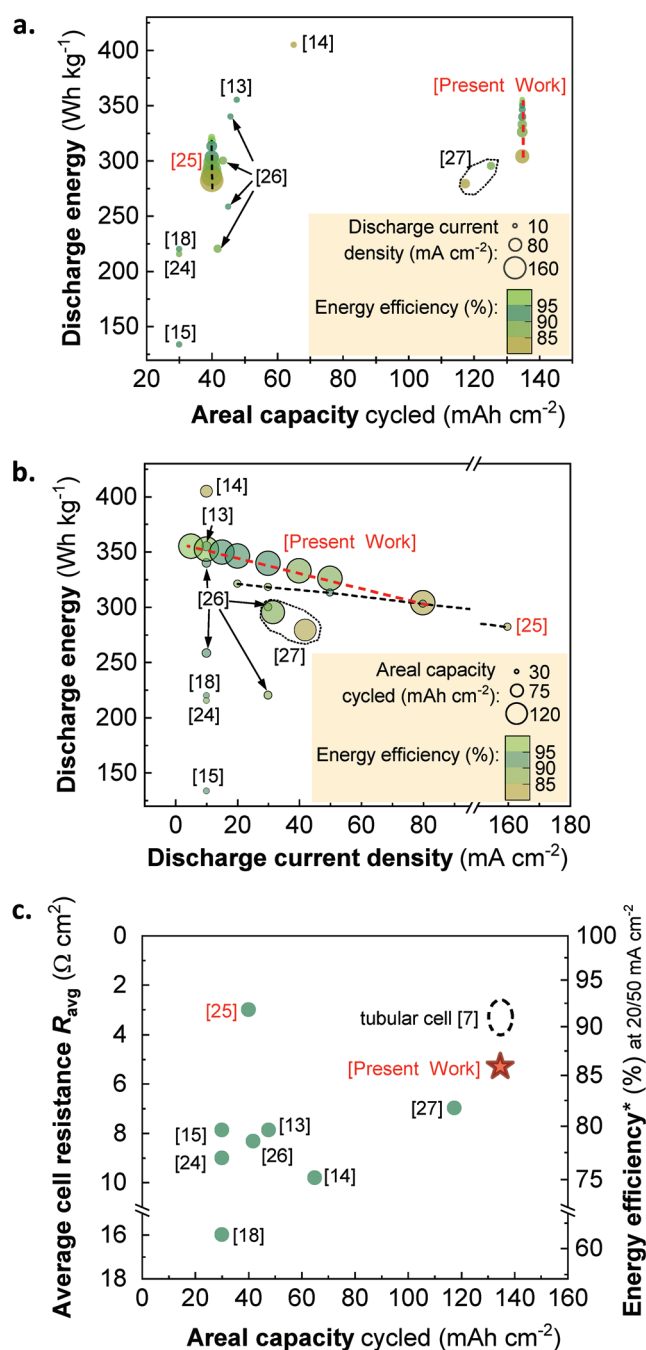 a.
Discharge energy (Wh kg⁻¹)
400
350
300
250
200
150
[14]
[13]
[Present Work]
[25]
[26]
[27]
[18]
[24]
[15]
Discharge current
density (mA cm⁻²):
10
80
160
Energy efficiency (%):
95
90
85
20 40 60 80 100 120 140
Areal capacity cycled (mAh cm⁻²)
b.
Discharge energy (Wh kg⁻¹)
400
350
300
250
200
150
[14]
[13]
[Present Work]
[26]
[25]
[27]
[18]
[24]
[15]
Areal capacity
cycled (mAh cm⁻²):
30
75
120
Energy efficiency (%):
95
90
85
0 20 40 60 80 160 180
Discharge current density (mA cm⁻²)
c.
Average cell resistance Ravg (Ω cm²)
0
2
4
6
8
10
16
18
[25]
tubular cell [7]
[Present Work]
[27]
[15]
[13]
[24]
[26]
[14]
[18]
100
95
90
85
80
75
60
Energy efficiency* (%) at 20/50 mA cm⁻²
0 20 40 60 80 100 120 140 160
Areal capacity cycled (mAh cm⁻²)